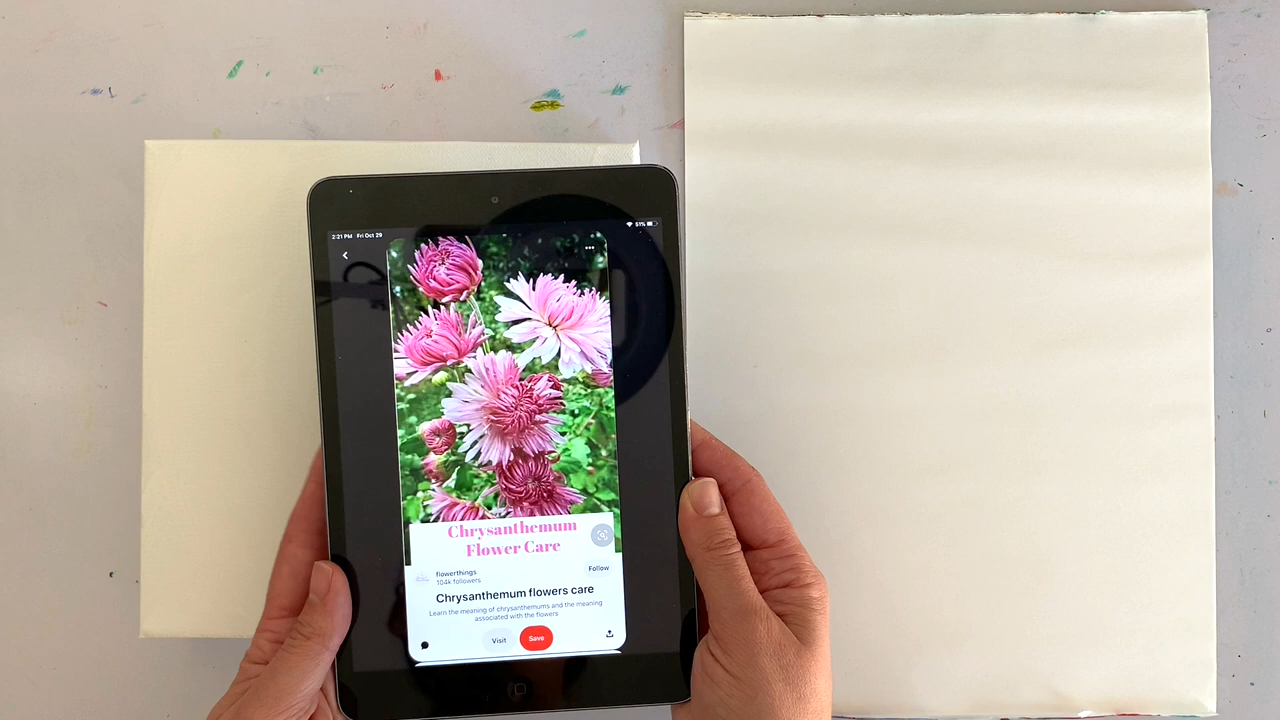 2:21 PM Fri Oct 29
51%
Chrysanthemum
Flower Care
flowerthings
104k followers
Follow
Chrysanthemum flowers care
Learn the meaning of chrysanthemums and the meaning
associated with the flowers
Visit
Save